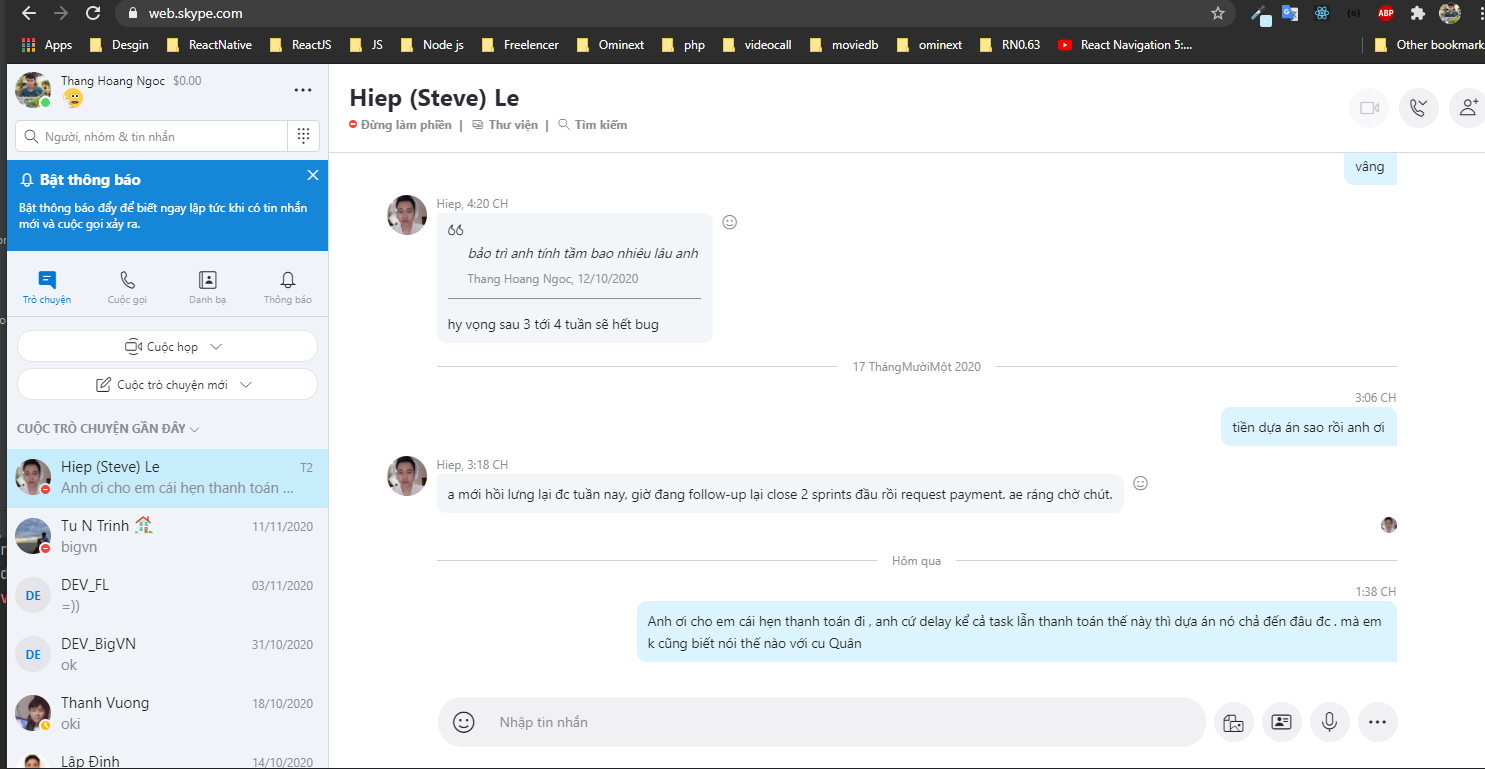 web.skype.com
ABP
Apps Desgin ReactNative ReactJS JS Node js Freelencer Ominext php videocall moviedb ominext RN0.63 React Navigation 5:... Other bookmark
Thang Hoang Ngoc $0.00
Người, nhóm & tin nhắn
Bật thông báo
Bật thông báo đẩy để biết ngay lập tức khi có tin nhắn
mới và cuộc gọi xảy ra.
Trò chuyện Cuộc gọi Danh bạ Thông báo
Cuộc họp
Cuộc trò chuyện mới
CUỘC TRÒ CHUYỆN GẦN ĐÂY
Hiep (Steve) Le T2
Anh ơi cho em cái hẹn thanh toán ...
Tu N Trinh 11/11/2020
bigvn
DE
DEV_FL 03/11/2020
=))
DE
DEV_BigVN 31/10/2020
ok
Thanh Vuong 18/10/2020
oki
Lập Định 14/10/2020
Hiep (Steve) Le
Đừng làm phiền | Thư viện | Tìm kiếm
vâng
Hiep, 4:20 CH
bảo trì anh tính tầm bao nhiêu lâu anh
Thang Hoang Ngoc, 12/10/2020
hy vọng sau 3 tới 4 tuần sẽ hết bug
17 ThángMườiMột 2020
3:06 CH
tiền dựa án sao rồi anh ơi
Hiep, 3:18 CH
a mới hồi lưng lại đc tuần nay, giờ đang follow-up lại close 2 sprints đầu rồi request payment. ae ráng chờ chút.
Hôm qua
1:38 CH
Anh ơi cho em cái hẹn thanh toán đi , anh cứ delay kể cả task lẫn thanh toán thế này thì dựa án nó chả đến đâu đc . mà em
k cũng biết nói thế nào với cu Quân
Nhập tin nhắn